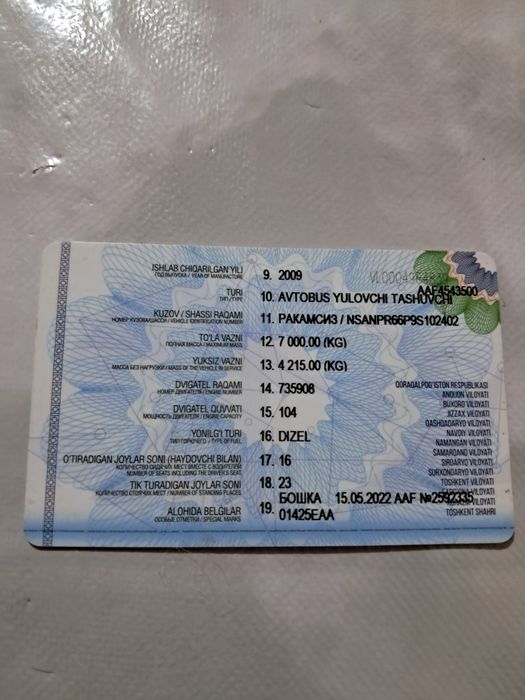 AAF4543500
ISHLAB CHIQARILGAN YILI 9. 2009
ГОД ВЫПУСКА / YEAR OF MANUFACTURE
TURI 10. AVTOBUS YULOVCHI TASHUVCHI
ТИП / TYPE
KUZOV / SHASSI RAQAMI 11. РАКАМСИЗ / NSANPR66P9S102402
НОМЕР КУЗОВА/ШАССИ / VEHICLE IDENTIFICATION NUMBER
TO'LA VAZNI 12. 7 000.00 (KG)
ПОЛНАЯ МАССА / MAXIMUM MASS
YUKSIZ VAZNI 13. 4 215.00 (KG)
МАССА БЕЗ НАГРУЗКИ / MASS OF THE VEHICLE IN SERVICE
DVIGATEL RAQAMI 14. 735908
НОМЕР ДВИГАТЕЛЯ / ENGINE NUMBER
DVIGATEL QUVVATI 15. 104
МОЩНОСТЬ ДВИГАТЕЛЯ / ENGINE CAPACITY
YONILG'I TURI 16. DIZEL
ТИП ГОРЮЧЕГО / TYPE OF FUEL
O'TIRADIGAN JOYLAR SONI (HAYDOVCHI BILAN) 17. 16
КОЛИЧЕСТВО СИДЯЧИХ МЕСТ ВМЕСТЕ С ВОДИТЕЛЕМ
NUMBER OF SEATS INCLUDING THE DRIVER'S SEAT
TIK TURADIGAN JOYLAR SONI 18. 23
КОЛИЧЕСТВО СТОЯЧИХ МЕСТ / NUMBER OF STANDING PLACES
ALOHIDA BELGILAR 19. БОШКА 15.05.2022 AAF №2592335
01425EAA
ОСОБЫЕ ОТМЕТКИ / SPECIAL MARKS
QORAQALPOG'ISTON RESPUBLIKASI
ANDIJON VILOYATI
BUXORO VILOYATI
JIZZAX VILOYATI
QASHQADARYO VILOYATI
NAVOIY VILOYATI
NAMANGAN VILOYATI
SAMARQAND VILOYATI
SIRDARYO VILOYATI
SURXONDARYO VILOYATI
TOSHKENT VILOYATI
VILOYATI
TOSHKENT SHAHRI